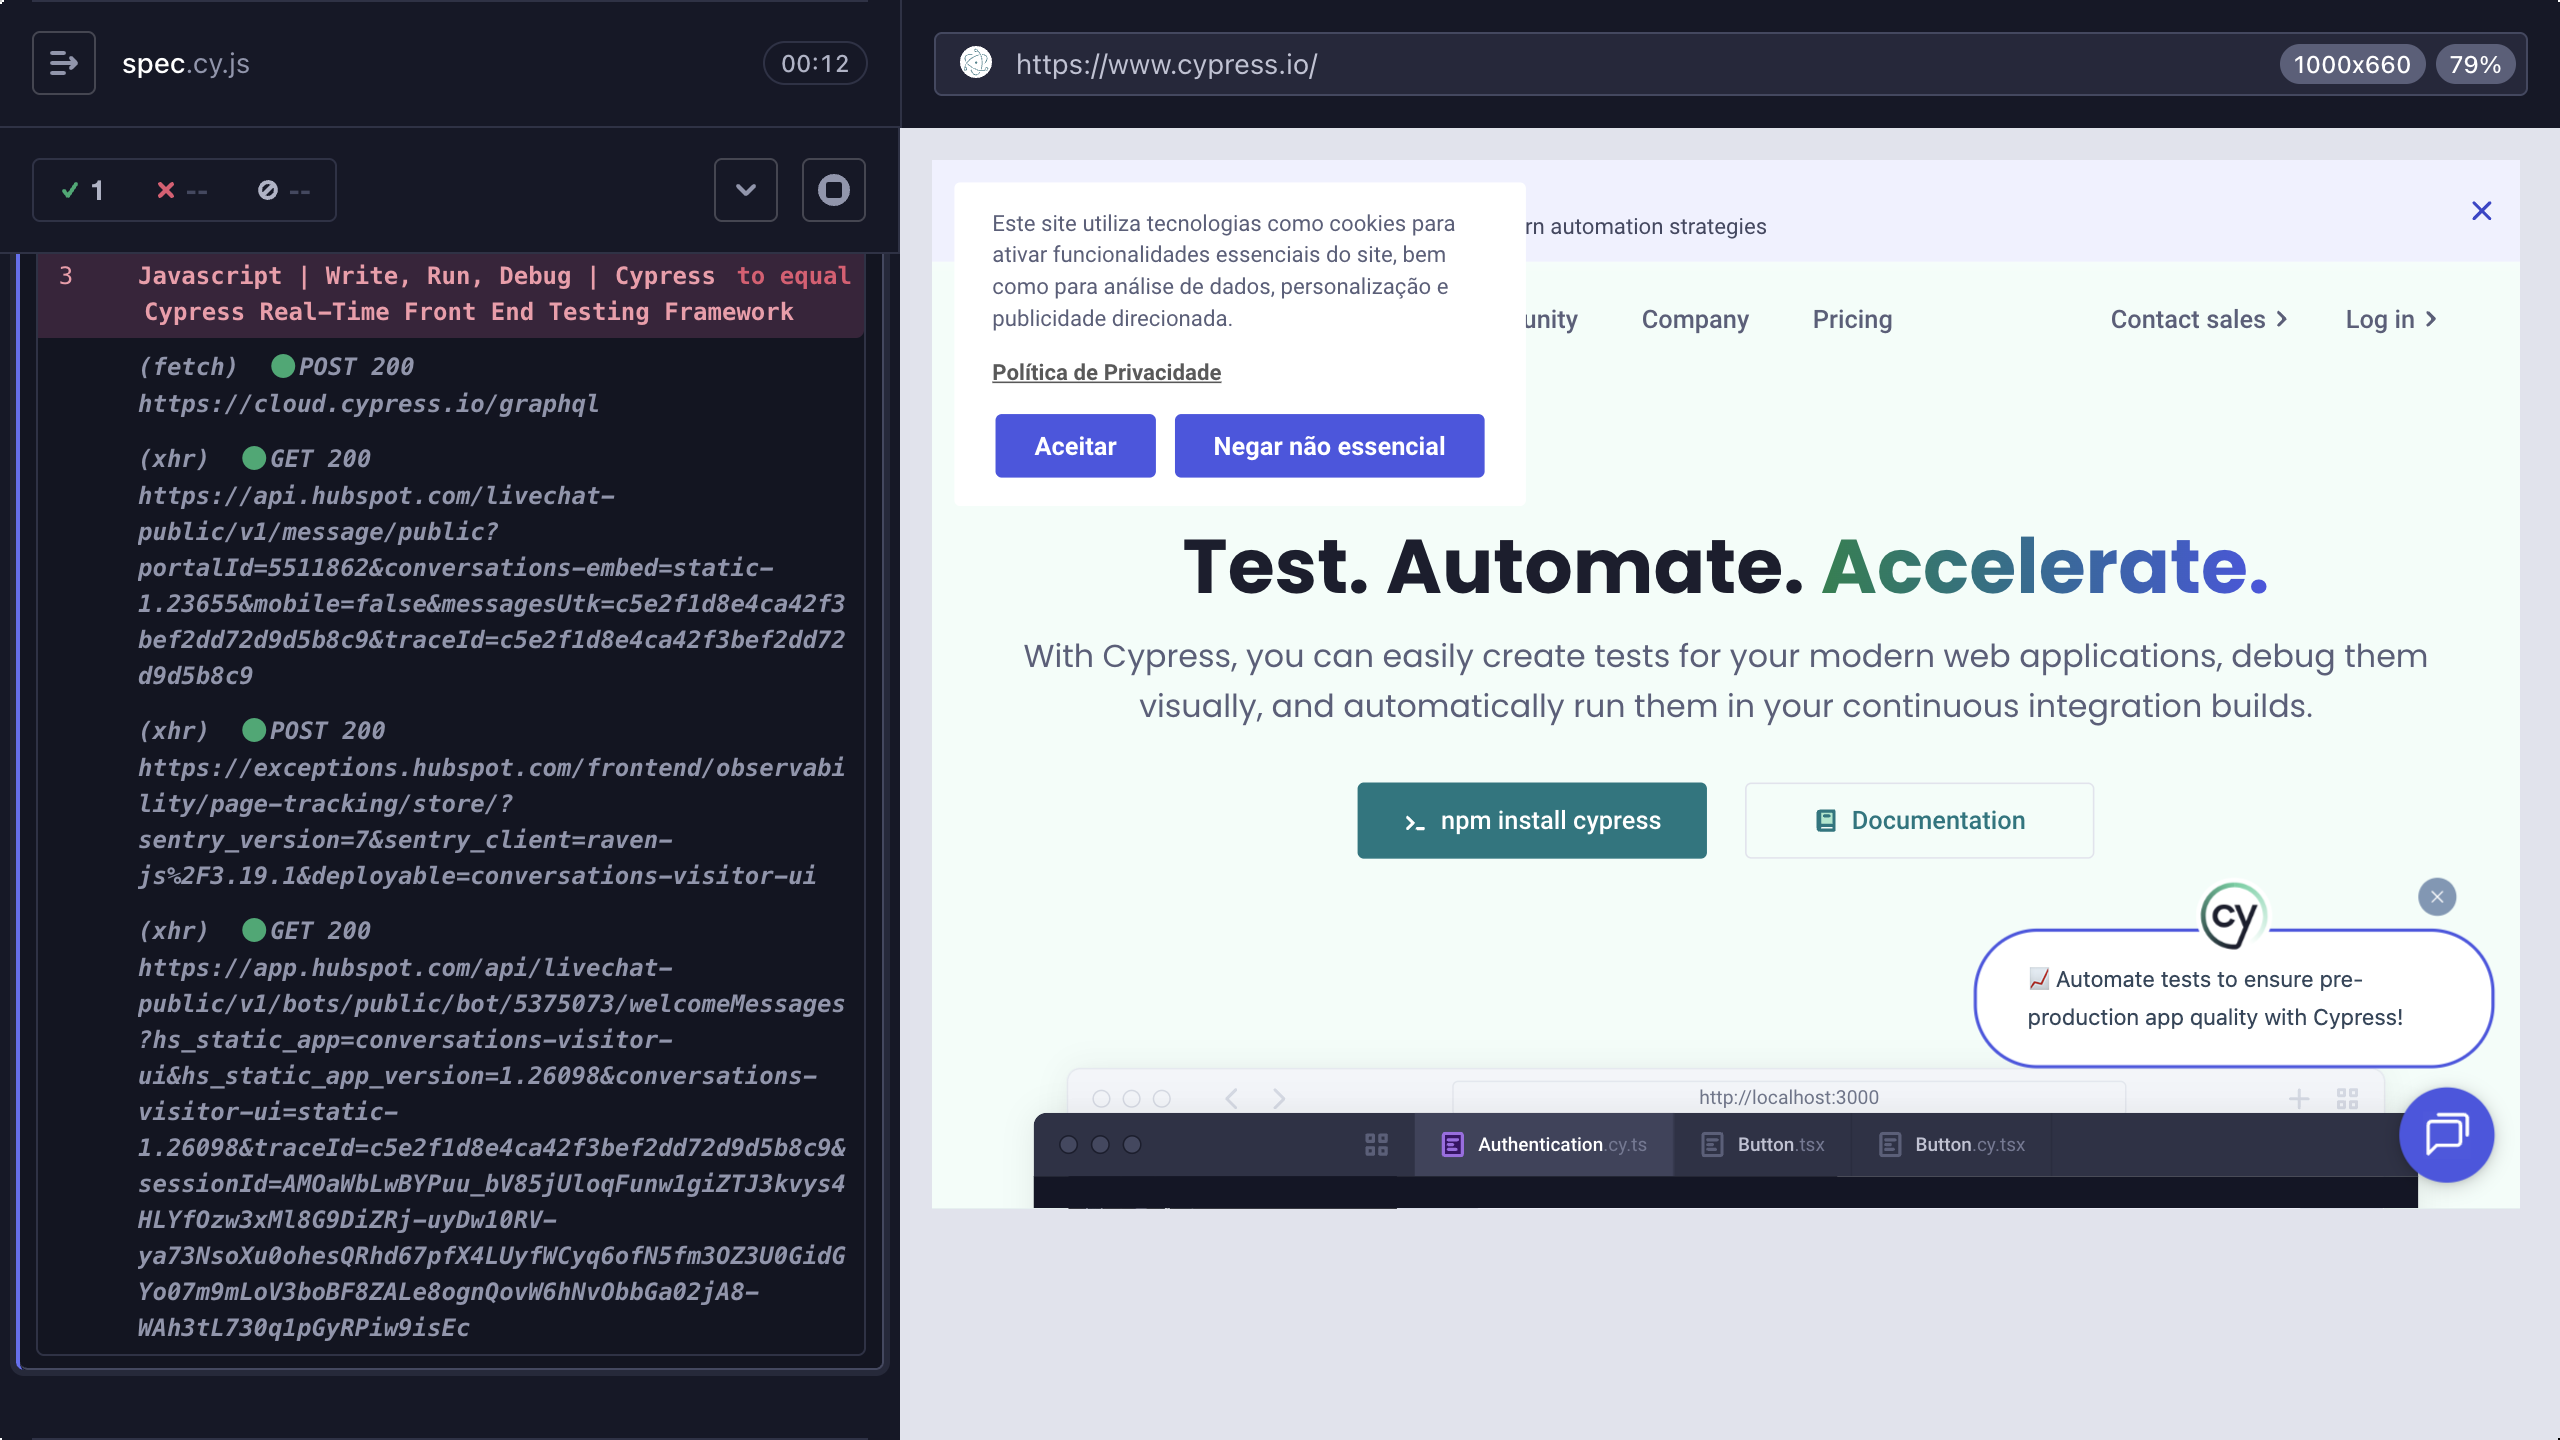 spec.cy.js
00:12
1 -- --
3 Javascript | Write, Run, Debug | Cypress to equal
Cypress Real-Time Front End Testing Framework
(fetch) POST 200
https://cloud.cypress.io/graphql
(xhr) GET 200
https://api.hubspot.com/livechat-
public/v1/message/public?
portalId=5511862&conversations-embed=static-
1.23655&mobile=false&messagesUtk=c5e2f1d8e4ca42f3
bef2dd72d9d5b8c9&traceId=c5e2f1d8e4ca42f3bef2dd72
d9d5b8c9
(xhr) POST 200
https://exceptions.hubspot.com/frontend/observabi
lity/page-tracking/store/?
sentry_version=7&sentry_client=raven-
js%2F3.19.1&deployable=conversations-visitor-ui
(xhr) GET 200
https://app.hubspot.com/api/livechat-
public/v1/bots/public/bot/5375073/welcomeMessages
?hs_static_app=conversations-visitor-
ui&hs_static_app_version=1.26098&conversations-
visitor-ui=static-
1.26098&traceId=c5e2f1d8e4ca42f3bef2dd72d9d5b8c9&
sessionId=AMOaWbLwBYPuu_bV85jUloqFunw1giZTJ3kvys4
HLYfOzw3xMl8G9DiZRj-uyDw10RV-
ya73NsoXu0ohesQRhd67pfX4LUyfWCyq6ofN5fm3OZ3U0GidG
Yo07m9mLoV3boBF8ZALe8ognQovW6hNvObbGa02jA8-
WAh3tL730q1pGyRPiw9isEc
https://www.cypress.io/
1000x660
79%
rn automation strategies
Este site utiliza tecnologias como cookies para
ativar funcionalidades essenciais do site, bem
como para análise de dados, personalização e
publicidade direcionada.
Política de Privacidade
Aceitar
Negar não essencial
unity
Company
Pricing
Contact sales
Log in
Test. Automate. Accelerate.
With Cypress, you can easily create tests for your modern web applications, debug them
visually, and automatically run them in your continuous integration builds.
npm install cypress
Documentation
cy
Automate tests to ensure pre-
production app quality with Cypress!
http://localhost:3000
Authentication.cy.ts
Button.tsx
Button.cy.tsx